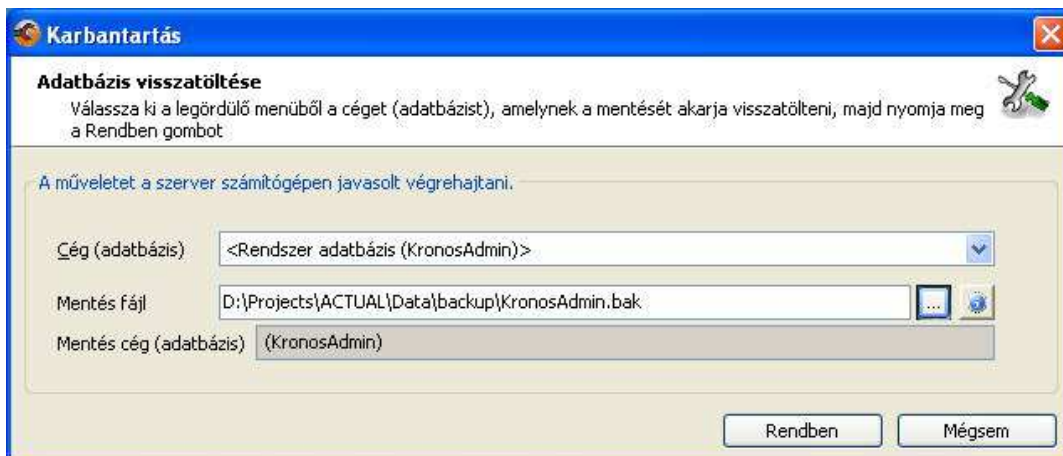 Karbantartás
Adatbázis visszatöltése
Válassza ki a legördülő menüből a céget (adatbázist), amelynek a mentését akarja visszatölteni, majd nyomja meg
a Rendben gombot
A műveletet a szerver számítógépen javasolt végrehajtani.
Cég (adatbázis) <Rendszer adatbázis (KronosAdmin)>
Mentés fájl D:\Projects\ACTUAL\Data\backup\KronosAdmin.bak ...
Mentés cég (adatbázis) (KronosAdmin)
Rendben Mégsem